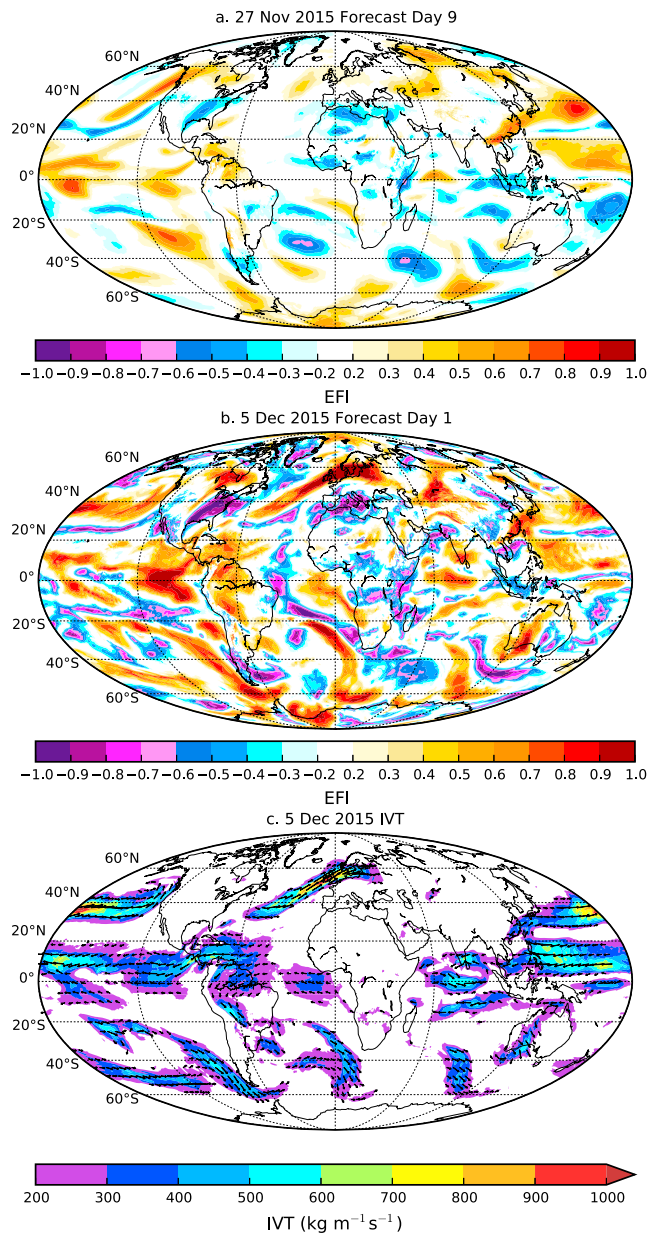 a. 27 Nov 2015 Forecast Day 9
60°N
40°N
20°N
0°
20°S
40°S
60°S
−1.0 −0.9 −0.8 −0.7 −0.6 −0.5 −0.4 −0.3 −0.2 0.2 0.3 0.4 0.5 0.6 0.7 0.8 0.9 1.0
EFI
b. 5 Dec 2015 Forecast Day 1
60°N
40°N
20°N
0°
20°S
40°S
60°S
−1.0 −0.9 −0.8 −0.7 −0.6 −0.5 −0.4 −0.3 −0.2 0.2 0.3 0.4 0.5 0.6 0.7 0.8 0.9 1.0
EFI
c. 5 Dec 2015 IVT
60°N
40°N
20°N
0°
20°S
40°S
60°S
200 300 400 500 600 700 800 900 1000
IVT (kg m⁻¹s⁻¹)